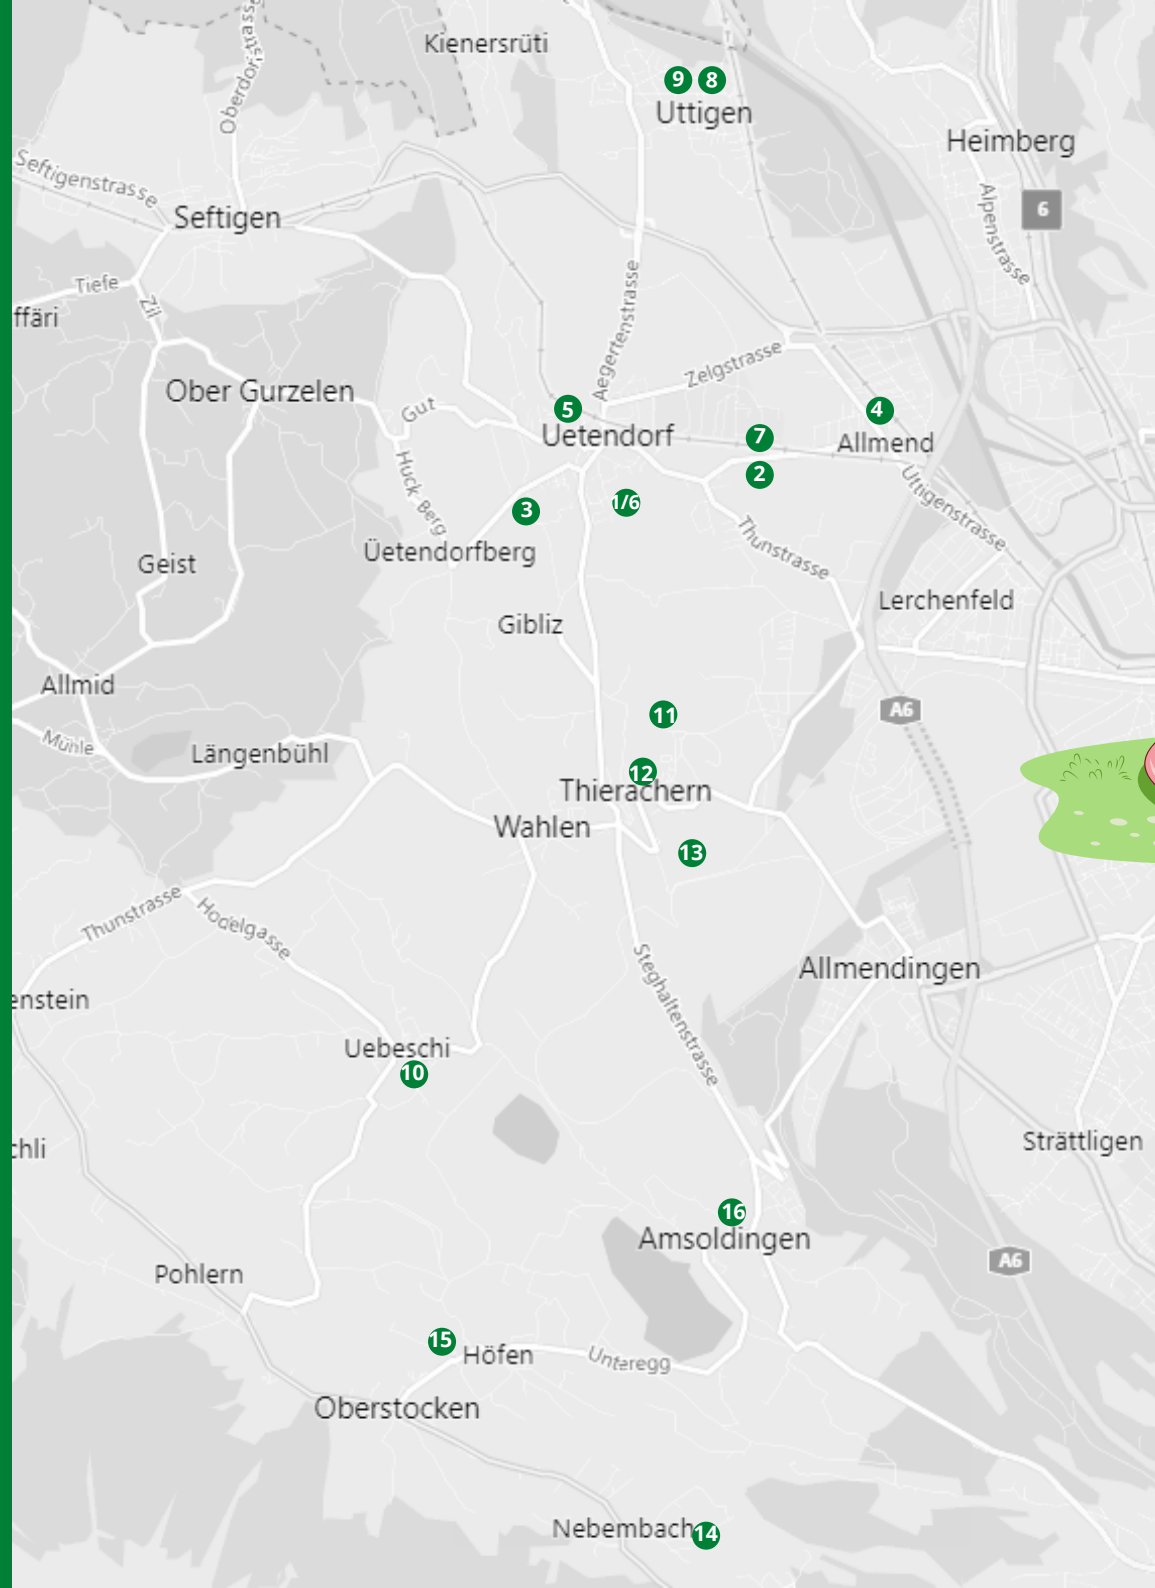 Kienersrüti
Oberdorfstrasse
9
8
Uttigen
Heimberg
Seftigenstrasse
Seftigen
Alpenstrasse
6
Tiefe
Zil
ffäri
Aegertenstrasse
Zelgstrasse
Ober Gurzelen
Gut
5
4
Uetendorf
7
Allmend
Huck Berg
2
Uttigenstrasse
1/6
3
Thunstrasse
Üetendorfberg
Geist
Lerchenfeld
Gibliz
Allmid
A6
11
Mühle
Längenbühl
12
Thierachern
Wahlen
13
Thunstrasse
Hodelgasse
Steghaltenstrasse
Allmendingen
enstein
Uebeschi
10
Strättligen
chli
16
Amsoldingen
A6
Pohlern
15
Höfen
Unteregg
Oberstocken
Nebembach
14